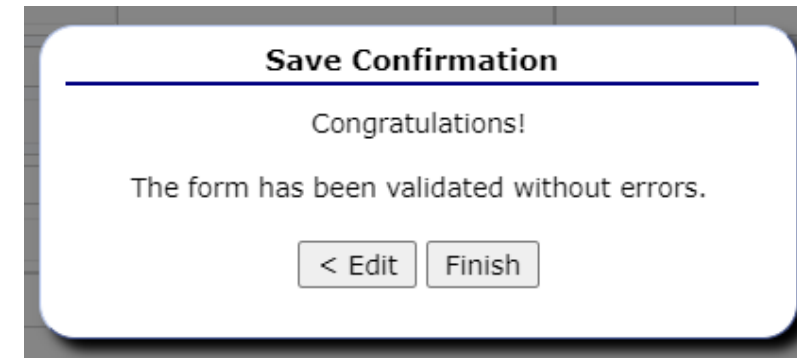 Save Confirmation
Congratulations!
The form has been validated without errors.
< Edit Finish